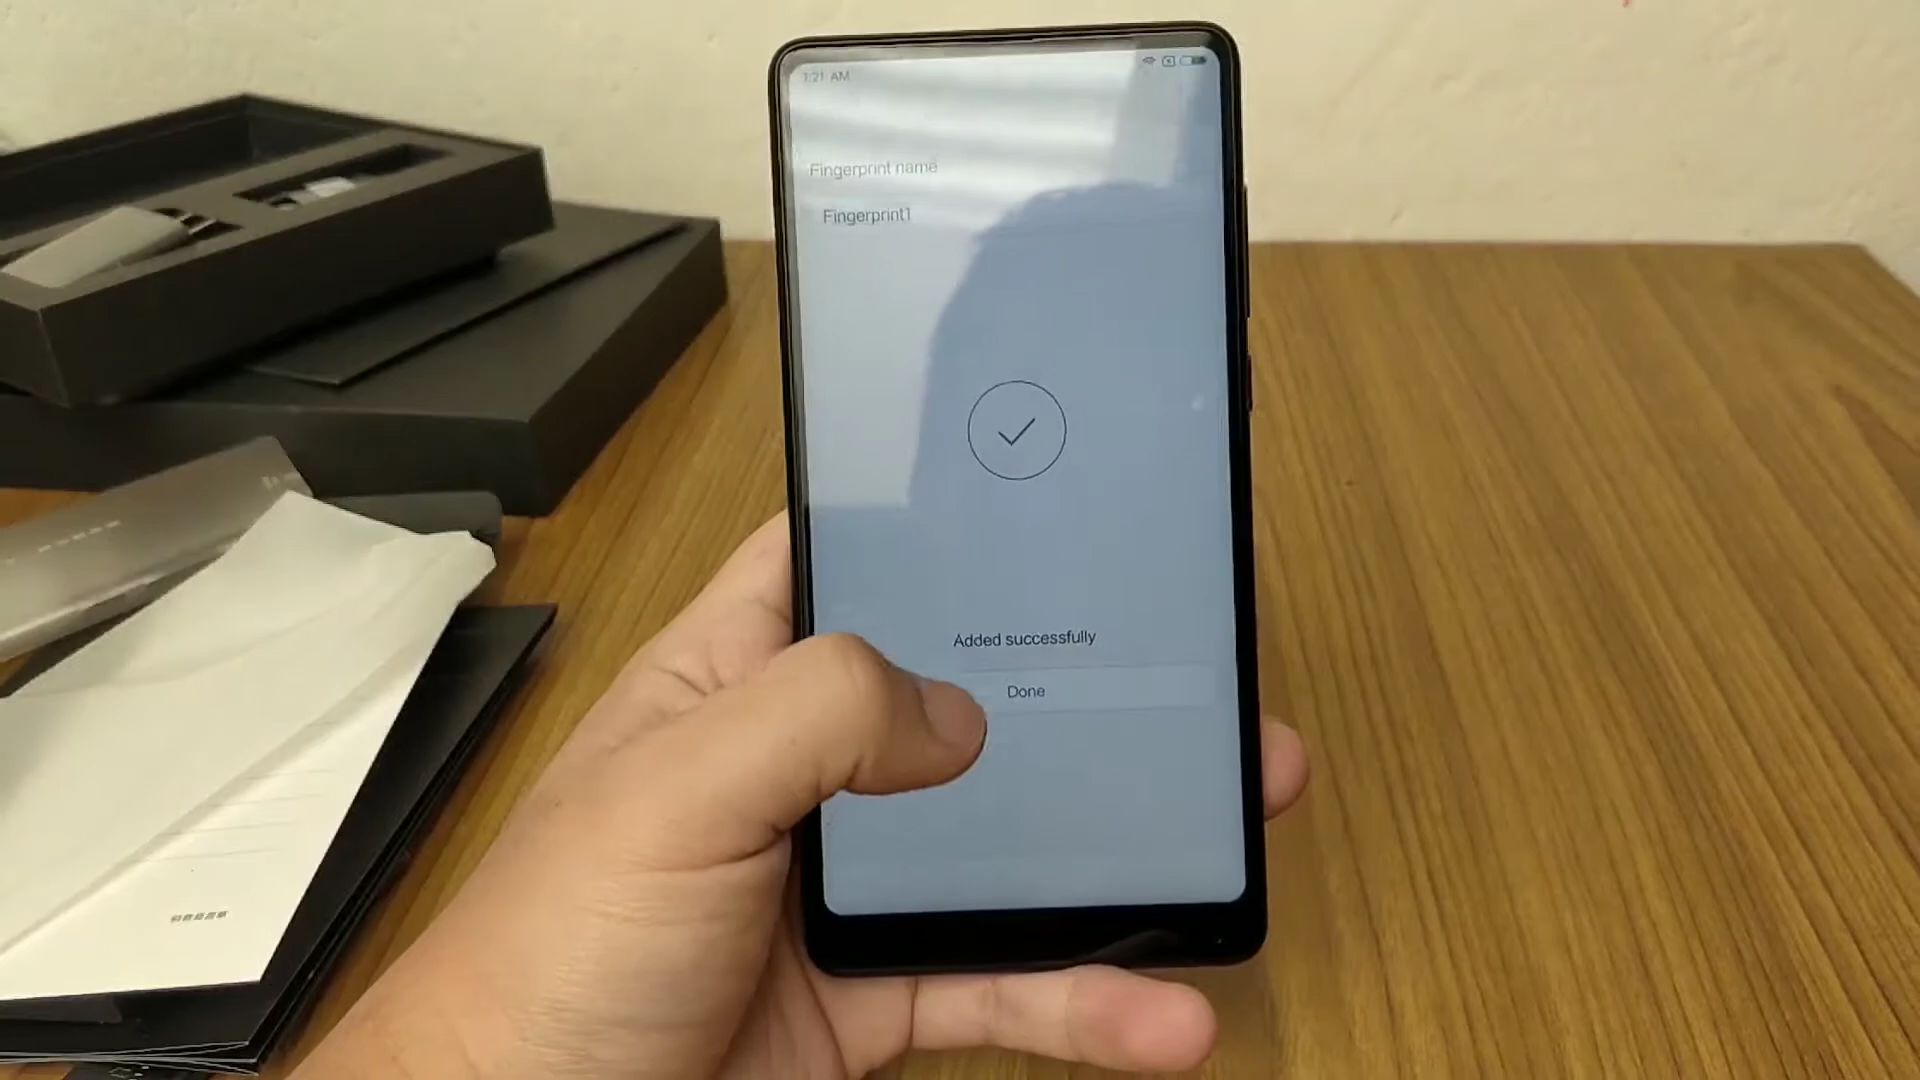 1:21 AM
Fingerprint name
Fingerprint1
Added successfully
Done